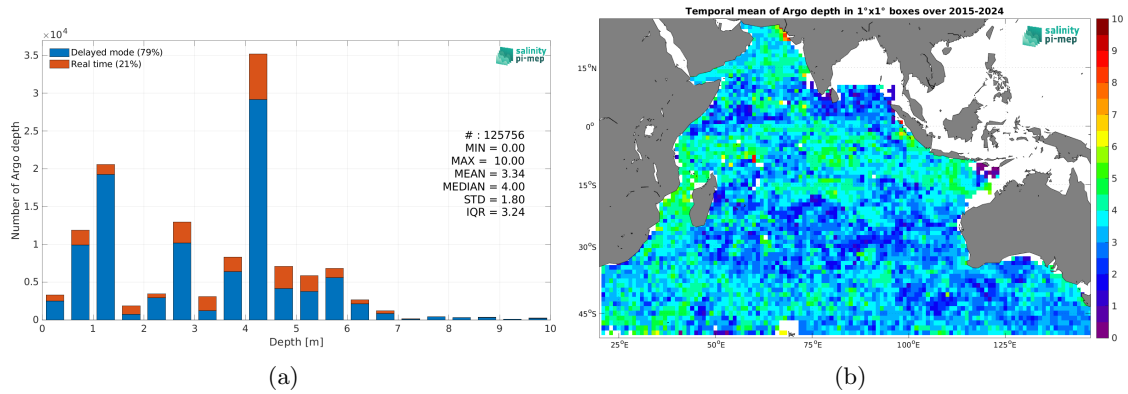 ×10⁴
3.5
3
2.5
2
1.5
1
0.5
0
Number of Argo depth
Delayed mode (79%)
Real time (21%)
salinity
pi-mep
# : 125756
MIN = 0.00
MAX = 10.00
MEAN = 3.34
MEDIAN = 4.00
STD = 1.80
IQR = 3.24
0 1 2 3 4 5 6 7 8 9 10
Depth [m]
(a)
Temporal mean of Argo depth in 1°x1° boxes over 2015-2024
salinity
pi-mep
15°N
0°
15°S
30°S
45°S
25°E 50°E 75°E 100°E 125°E
10
9
8
7
6
5
4
3
2
1
0
(b)